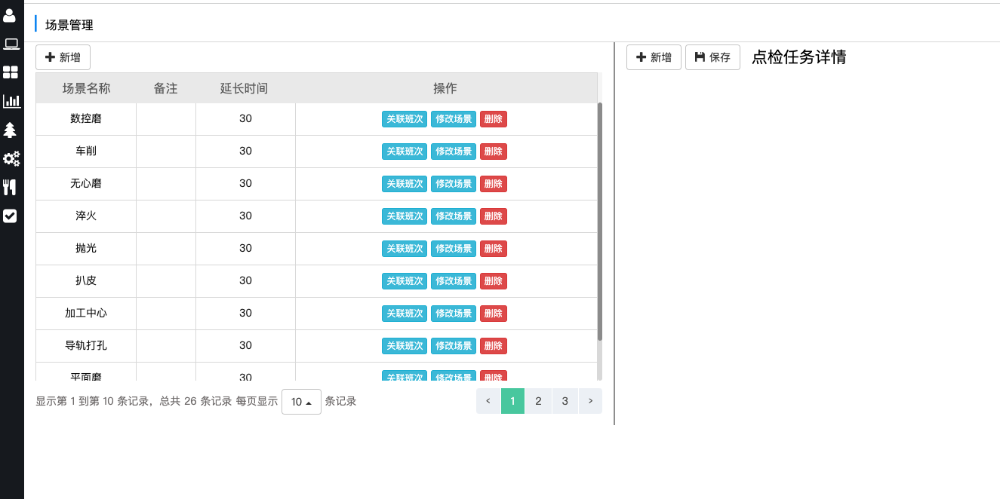 场景管理
新增
场景名称 备注 延长时间 操作
数控磨 30 关联班次 修改场景 删除
车削 30 关联班次 修改场景 删除
无心磨 30 关联班次 修改场景 删除
淬火 30 关联班次 修改场景 删除
抛光 30 关联班次 修改场景 删除
扒皮 30 关联班次 修改场景 删除
加工中心 30 关联班次 修改场景 删除
导轨打孔 30 关联班次 修改场景 删除
平面磨 30 关联班次 修改场景 删除
显示第 1 到第 10 条记录，总共 26 条记录 每页显示 10 条记录
‹ 1 2 3 ›
新增 保存 点检任务详情